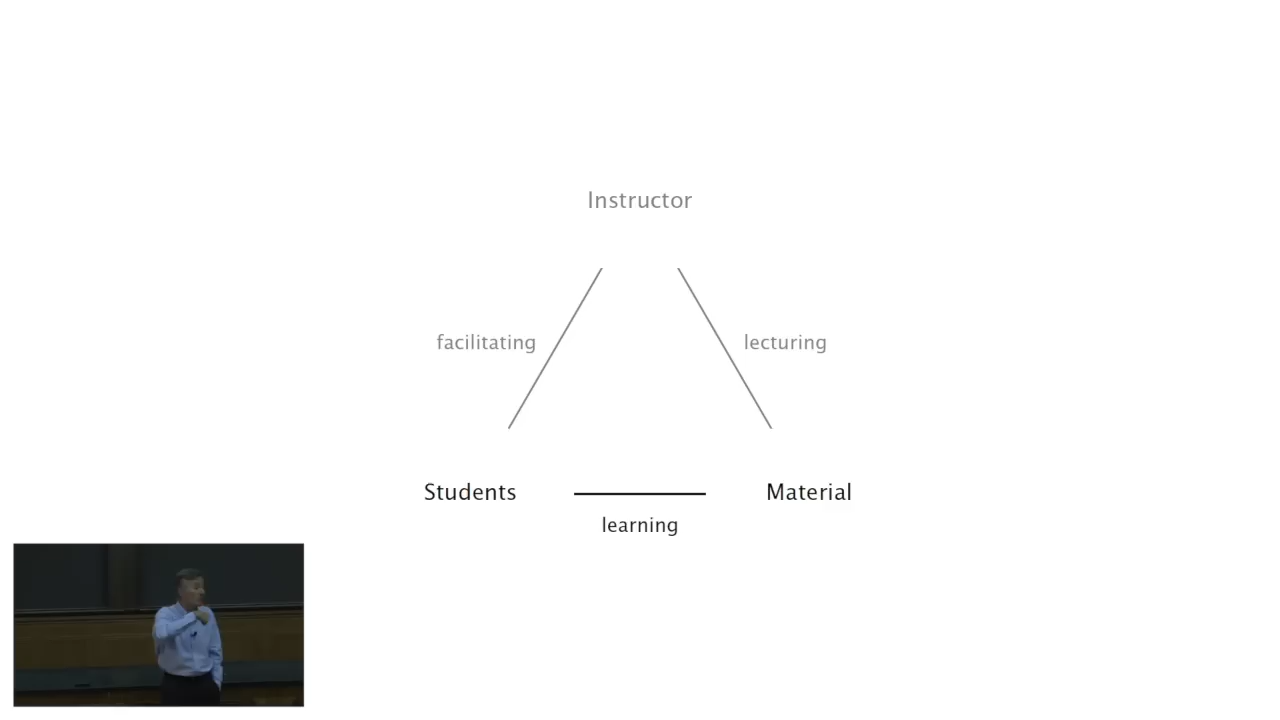 Instructor
facilitating
lecturing
Students
Material
learning